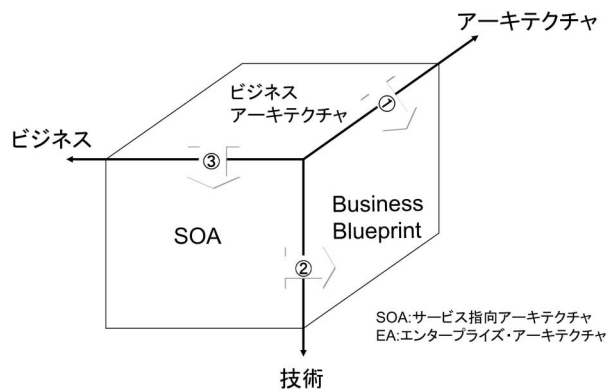 アーキテクチャ
ビジネス
アーキテクチャ
①
ビジネス
③
Business
Blueprint
SOA
②
SOA:サービス指向アーキテクチャ
EA:エンタープライズ・アーキテクチャ
技術